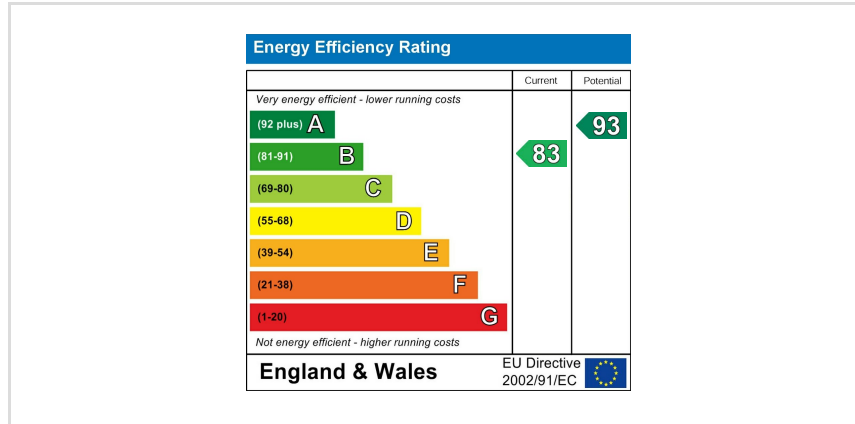 Energy Efficiency Rating
Current Potential
Very energy efficient - lower running costs
(92 plus) A 93
(81-91) B 83
(69-80) C
(55-68) D
(39-54) E
(21-38) F
(1-20) G
Not energy efficient - higher running costs
England & Wales
EU Directive
2002/91/EC